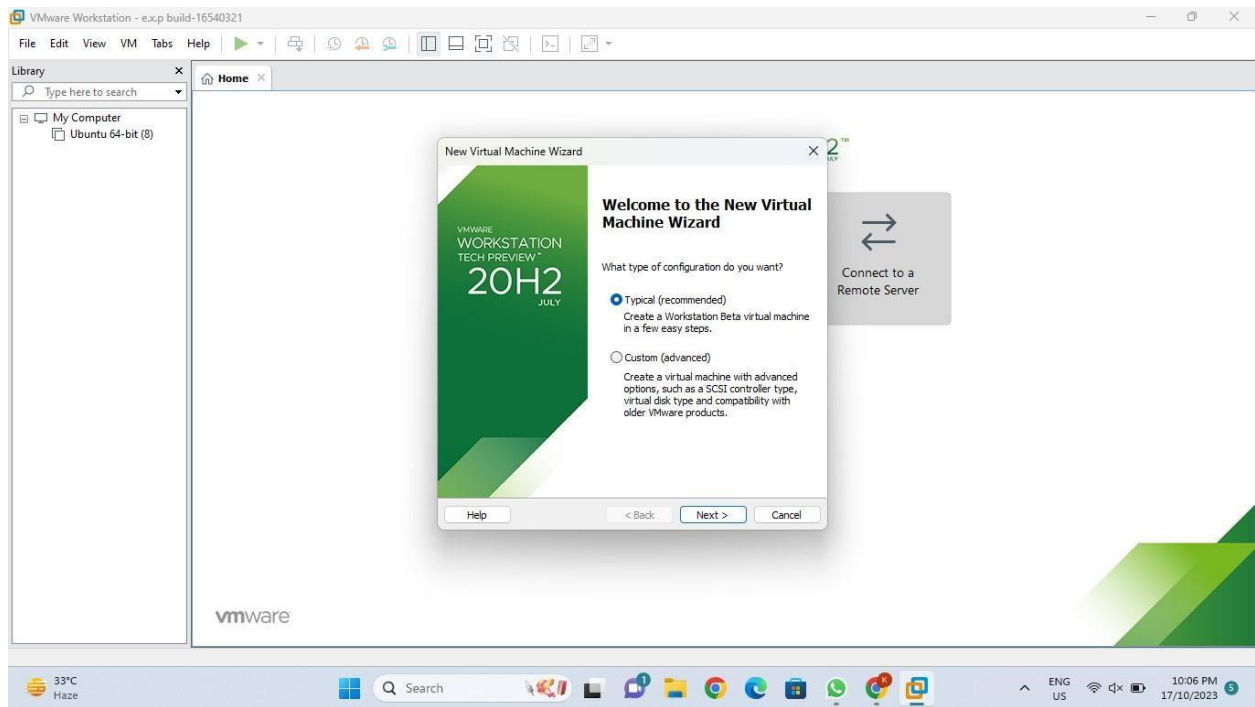 VMware Workstation - e.x.p build-16540321
File Edit View VM Tabs Help
Library
Type here to search
My Computer
Ubuntu 64-bit (8)
Home
2™
New Virtual Machine Wizard
VMWARE
WORKSTATION
TECH PREVIEW
20H2
JULY
Welcome to the New Virtual
Machine Wizard
What type of configuration do you want?
Typical (recommended)
Create a Workstation Beta virtual machine
in a few easy steps.
Custom (advanced)
Create a virtual machine with advanced
options, such as a SCSI controller type,
virtual disk type and compatibility with
older VMware products.
Help < Back Next > Cancel
Connect to a
Remote Server
vmware
33°C
Haze
Search
1
K
ENG
US
10:06 PM
17/10/2023
5